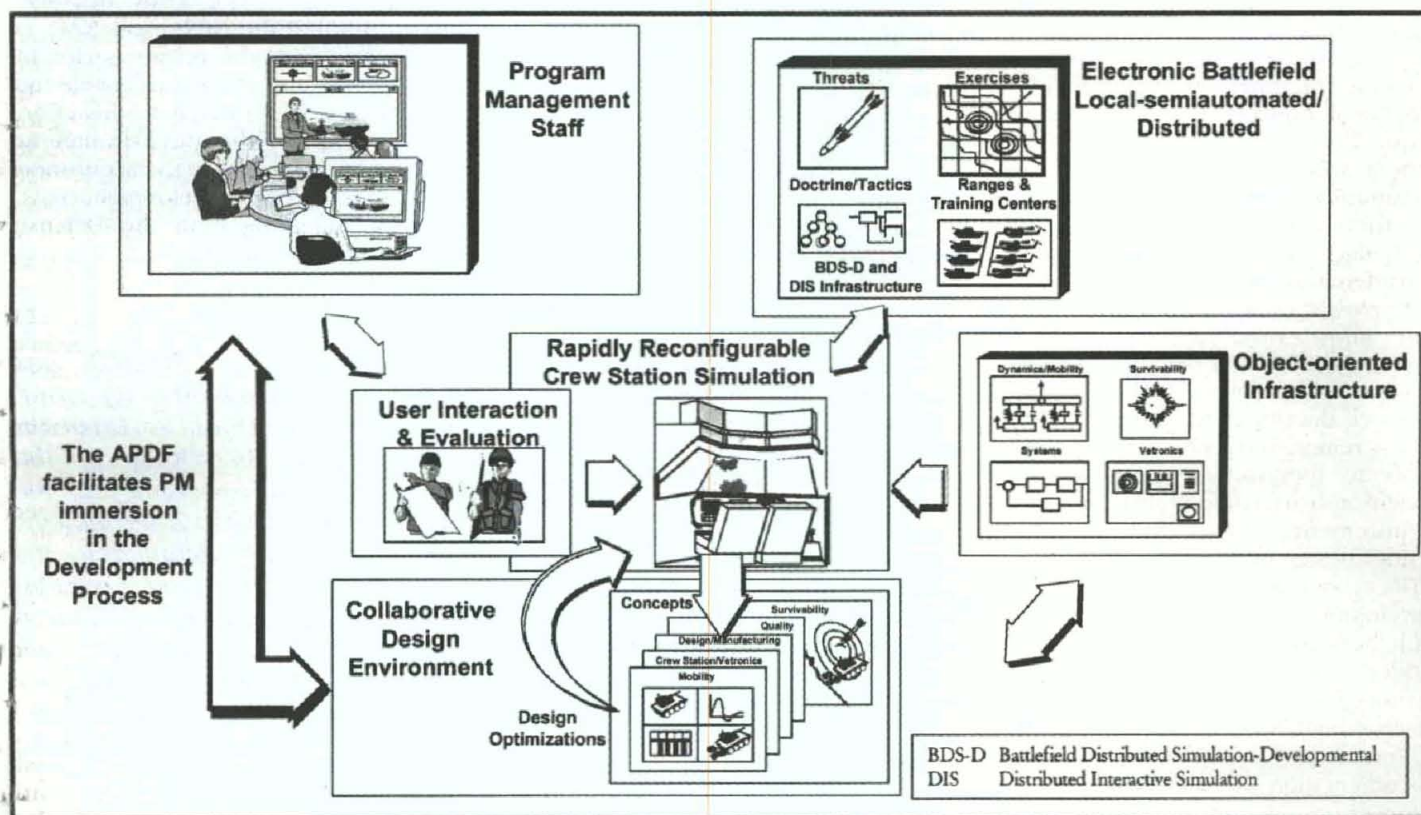 Program
Management
Staff
Threats
Exercises
Doctrine/Tactics
Ranges &
Training Centers
BDS-D and
DIS Infrastructure
Electronic Battlefield
Local-semiautomated/
Distributed
Rapidly Reconfigurable
Crew Station Simulation
User Interaction
& Evaluation
Dynamics/Mobility
Survivability
Systems
Vetronics
Object-oriented
Infrastructure
The APDF
facilitates PM
immersion
in the
Development
Process
Collaborative
Design
Environment
Concepts
Survivability
Quality
Design/Manufacturing
Crew Station/Vetronics
Mobility
Design
Optimizations
BDS-D Battlefield Distributed Simulation-Developmental
DIS Distributed Interactive Simulation